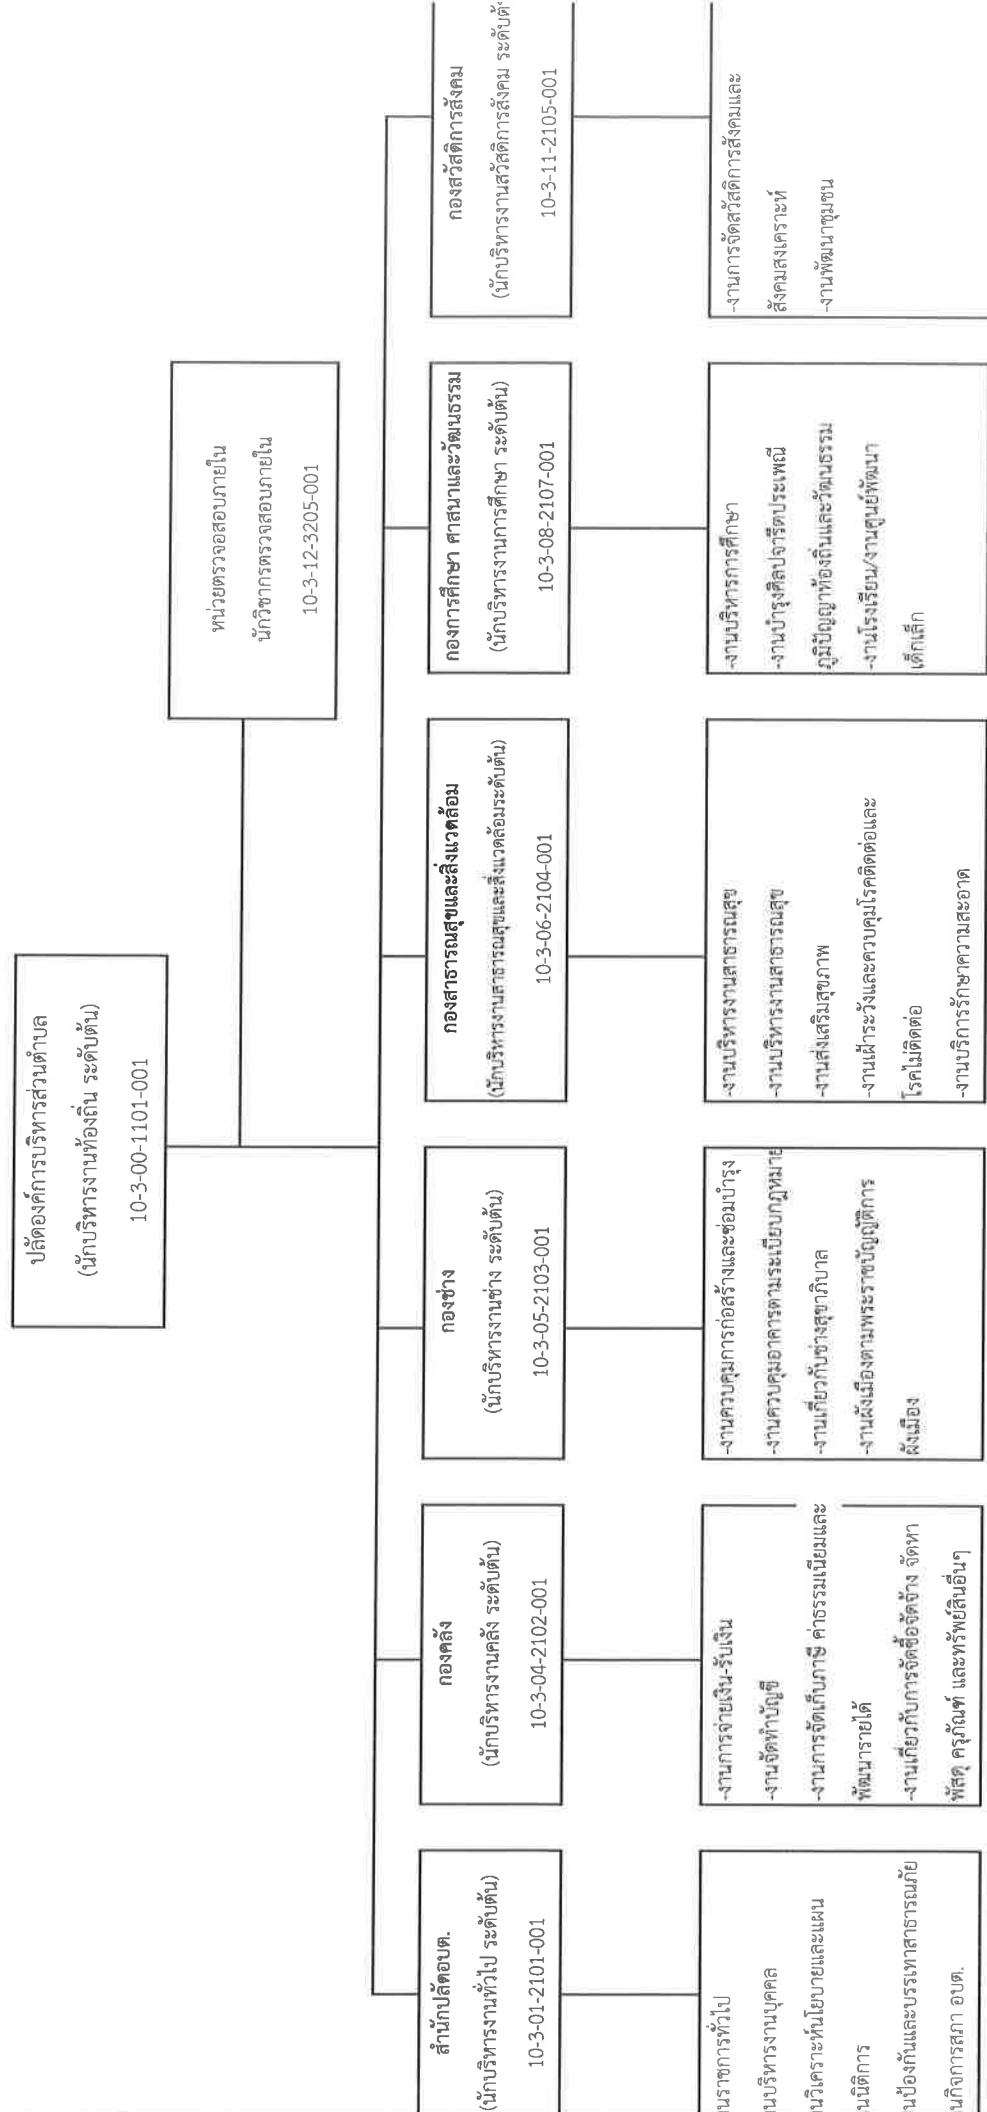 ปลัดองค์การบริหารส่วนตำบล
(นักบริหารงานท้องถิ่น ระดับต้น)
10-3-00-1101-001
หน่วยตรวจอสอบภายใน
นักวิชาการตรวจสอบภายใน
10-3-12-3205-001
สำนักปลัดอบต.
(นักบริหารงานทั่วไป ระดับต้น)
10-3-01-2101-001
กองคลัง
(นักบริหารงานคลัง ระดับต้น)
10-3-04-2102-001
กองช่าง
(นักบริหารงานช่าง ระดับต้น)
10-3-05-2103-001
กองสาธารณสุขและสิ่งแวดล้อม
(นักบริหารงานสาธารณสุขและสิ่งแวดล้อมระดับต้น)
10-3-06-2104-001
กองการศึกษา ศาสนาและวัฒนธรรม
(นักบริหารงานการศึกษา ระดับต้น)
10-3-08-2107-001
กองสวัสดิการสังคม
(นักบริหารงานสวัสดิการสังคม
10-3-11-2105-001
านราชการทั่วไป
านบริหารงานบุคคล
านวิเคราะห์นโยบายและแผน
านนิติการ
านป้องกันและบรรเทาสาธารณภัย
านกิจการสภา อบต.
-งานการจ่ายเงิน-รับเงิน
-งานจัดทำบัญชี
-งานการจัดเก็บภาษี ค่าธรรมเนียมและ
พัฒนารายได้
-งานเกี่ยวกับการจัดซื้อจัดจ้าง จัดหา
พัสดุ ครุภัณฑ์ และทรัพย์สินอื่นๆ
-งานควบคุมการก่อสร้างและซ่อมบำรุง
-งานควบคุมอาคารตามระเบียบกฎหมาย
-งานเกี่ยวกับช่างสุขาภิบาล
-งานผังเมืองตามพระราชบัญญัติการ
ผังเมือง
-งานบริหารงานสาธารณสุข
-งานบริหารงานสาธารณสุข
-งานส่งเสริมสุขภาพ
-งานเฝ้าระวังและควบคุมโรคติดต่อและ
โรคไม่ติดต่อ
-งานบริการรักษาความสะอาด
-งานบริหารการศึกษา
-งานบำรุงศิลปจารีตประเพณี
ภูมิปัญญาท้องถิ่นและวัฒนธรรม
-งานโรงเรียน/งานศูนย์พัฒนา
เด็กเล็ก
-งานการจัดสวัสดิการสังคมและ
สังคมสงเคราะห์
-งานพัฒนาชุมชน